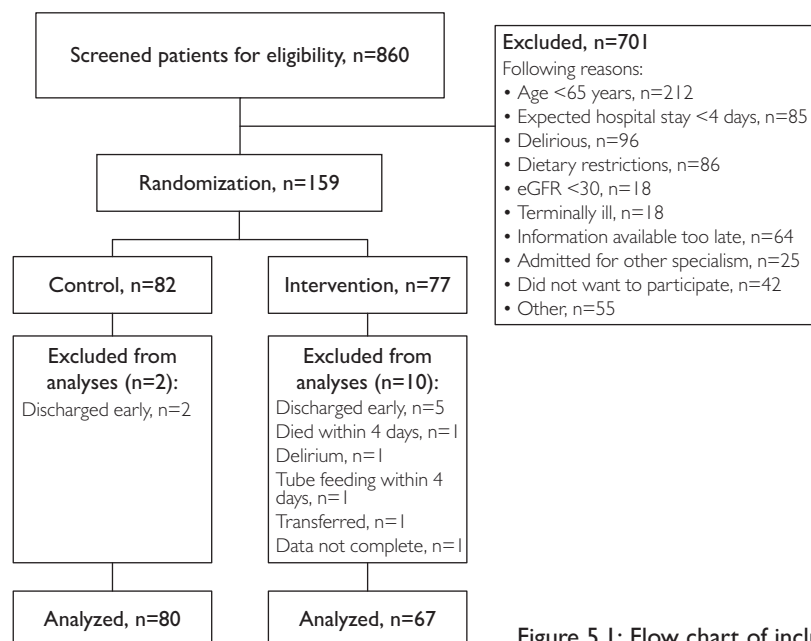 Screened patients for eligibility, n=860
Excluded, n=701
Following reasons:
• Age <65 years, n=212
• Expected hospital stay <4 days, n=85
• Delirious, n=96
• Dietary restrictions, n=86
• eGFR <30, n=18
• Terminally ill, n=18
• Information available too late, n=64
• Admitted for other specialism, n=25
• Did not want to participate, n=42
• Other, n=55
Randomization, n=159
Control, n=82
Intervention, n=77
Excluded from
analyses (n=2):
Discharged early, n=2
Excluded from
analyses (n=10):
Discharged early, n=5
Died within 4 days, n=1
Delirium, n=1
Tube feeding within 4
days, n=1
Transferred, n=1
Data not complete, n=1
Analyzed, n=80
Analyzed, n=67
Figure 5.1: Flow chart of incl